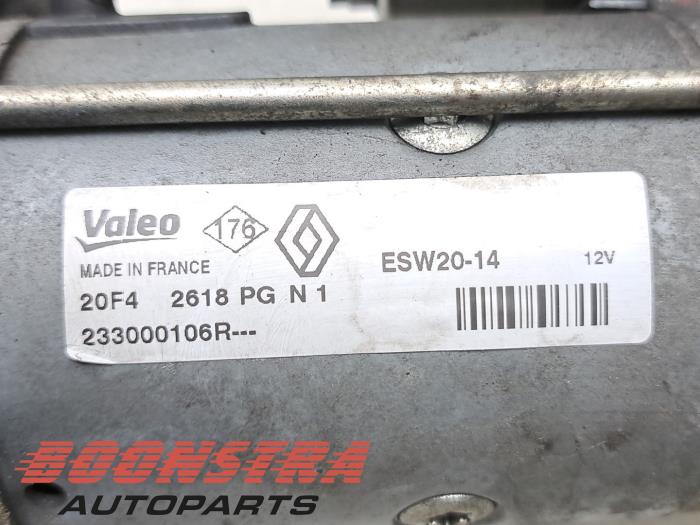 Valeo 176 ESW20-14 12V
MADE IN FRANCE
20F4 2618 PG N 1
233000106R---
BOONSTRA
AUTOPARTS